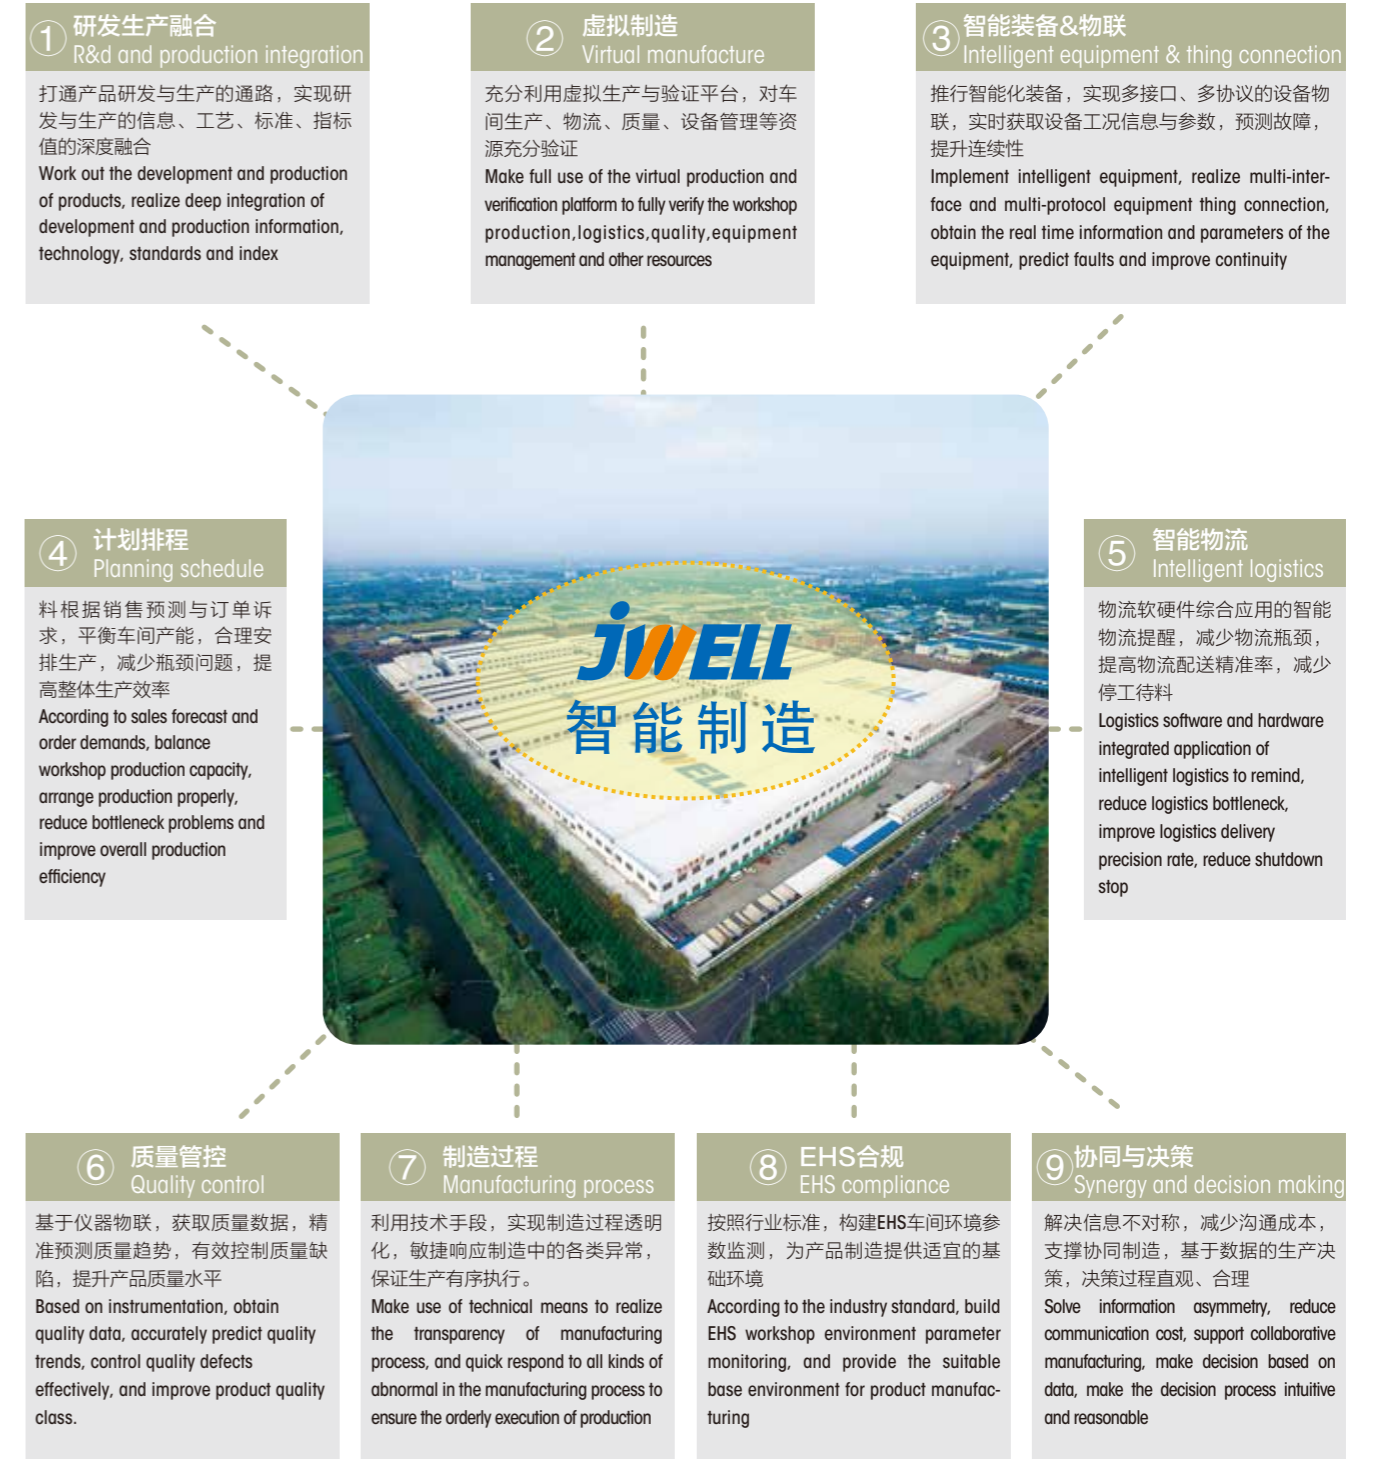 ① 研发生产融合
R&d and production integration
打通产品研发与生产的通路，实现研
发与生产的信息、工艺、标准、指标
值的深度融合
Work out the development and production
of products, realize deep integration of
development and production information,
technology, standards and index
② 虚拟制造
Virtual manufacture
充分利用虚拟生产与验证平台，对车
间生产、物流、质量、设备管理等资
源充分验证
Make full use of the virtual production and
verification platform to fully verify the workshop
production,logistics,quality,equipment
management and other resources
③ 智能装备&物联
Intelligent equipment & thing connection
推行智能化装备，实现多接口、多协议的设备物
联，实时获取设备工况信息与参数，预测故障，
提升连续性
Implement intelligent equipment, realize multi-inter-
face and multi-protocol equipment thing connection,
obtain the real time information and parameters of the
equipment, predict faults and improve continuity
④ 计划排程
Planning schedule
料根据销售预测与订单诉
求，平衡车间产能，合理安
排生产，减少瓶颈问题，提
高整体生产效率
According to sales forecast and
order demands, balance
workshop production capacity,
arrange production properly,
reduce bottleneck problems and
improve overall production
efficiency
JWELL
智能制造
JWELL
⑤ 智能物流
Intelligent logistics
物流软硬件综合应用的智能
物流提醒，减少物流瓶颈，
提高物流配送精准率，减少
停工待料
Logistics software and hardware
integrated application of
intelligent logistics to remind,
reduce logistics bottleneck,
improve logistics delivery
precision rate, reduce shutdown
stop
⑥ 质量管控
Quality control
基于仪器物联，获取质量数据，精
准预测质量趋势，有效控制质量缺
陷，提升产品质量水平
Based on instrumentation, obtain
quality data, accurately predict quality
trends, control quality defects
effectively, and improve product quality
class.
⑦ 制造过程
Manufacturing process
利用技术手段，实现制造过程透明
化，敏捷响应制造中的各类异常，
保证生产有序执行。
Make use of technical means to realize
the transparency of manufacturing
process, and quick respond to all kinds of
abnormal in the manufacturing process to
ensure the orderly execution of production
⑧ EHS合规
EHS compliance
按照行业标准，构建EHS车间环境参
数监测，为产品制造提供适宜的基
础环境
According to the industry standard, build
EHS workshop environment parameter
monitoring, and provide the suitable
base environment for product manufac-
turing
⑨ 协同与决策
Synergy and decision making
解决信息不对称，减少沟通成本，
支撑协同制造，基于数据的生产决
策，决策过程直观、合理
Solve information asymmetry, reduce
communication cost, support collaborative
manufacturing, make decision based on
data, make the decision process intuitive
and reasonable